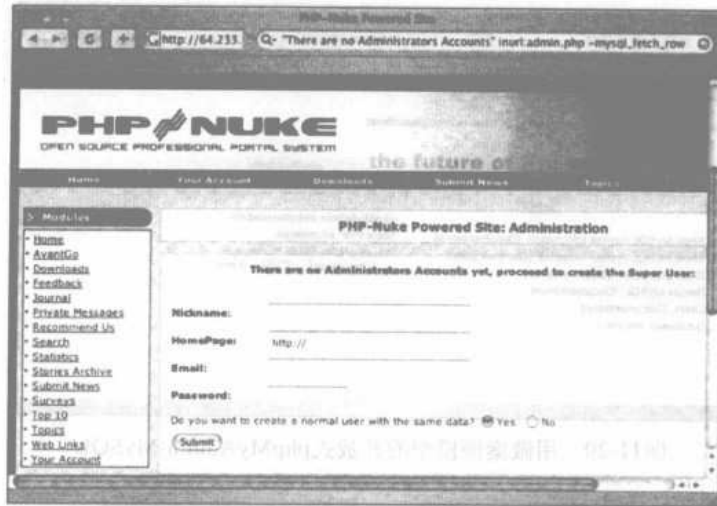 PHP-Nuke Powered Site
http://64.233. "There are no Administrators Accounts" inurl:admin.php -mysql_fetch_row
PHP NUKE
OPEN SOURCE PROFESSIONAL PORTAL SYSTEM
the future of
Home Your Account Downloads Submit News Topics
Modules
Home
AvantGo
Downloads
Feedback
Journal
Private Messages
Recommend Us
Search
Statistics
Stories Archive
Submit News
Surveys
Top 10
Topics
Web Links
Your Account
PHP-Nuke Powered Site: Administration
There are no Administrators Accounts yet, proceed to create the Super User:
Nickname:
HomePage: http://
Email:
Password:
Do you want to create a normal user with the same data? Yes No
Submit